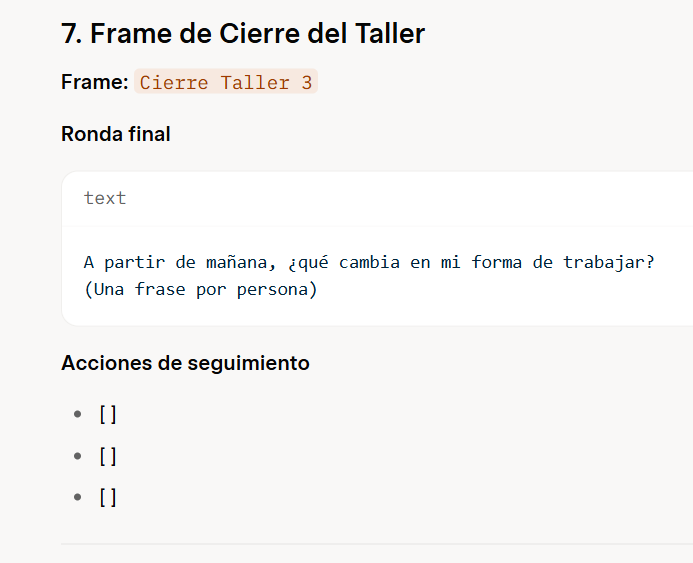 7. Frame de Cierre del Taller
Frame: Cierre Taller 3
Ronda final
text
A partir de mañana, ¿qué cambia en mi forma de trabajar?
(Una frase por persona)
Acciones de seguimiento
• []
• []
• []